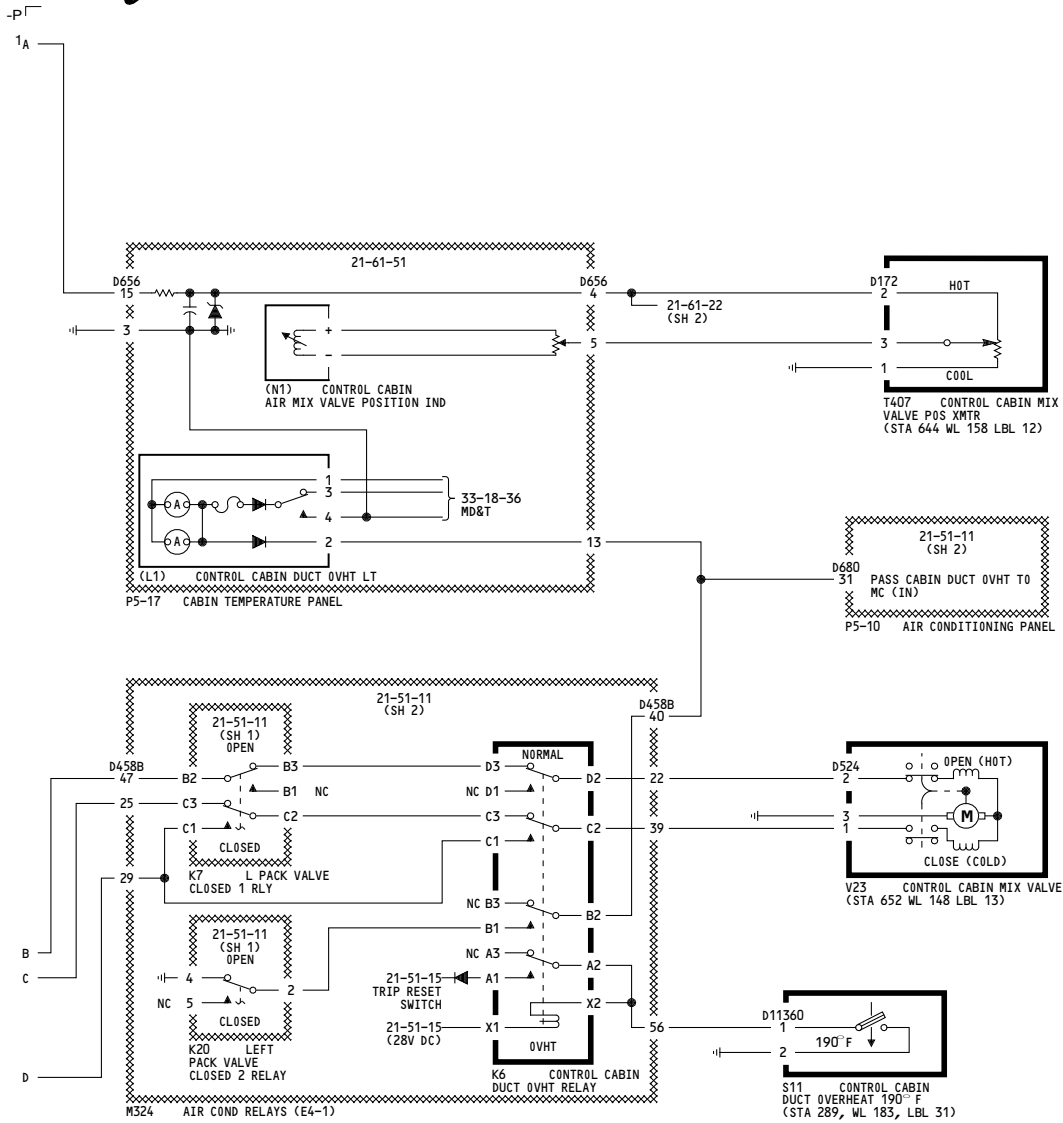 -P
1A
21-61-51
D656
15
D656
4
21-61-22
(SH 2)
D172
2
HOT
3
+
-
5
3
1
COOL
(N1) CONTROL CABIN
AIR MIX VALVE POSITION IND
T407 CONTROL CABIN MIX
VALVE POS XMTR
(STA 644 WL 158 LBL 12)
A
A
1
3
4
2
33-18-36
MD&T
13
(L1) CONTROL CABIN DUCT OVHT LT
P5-17 CABIN TEMPERATURE PANEL
21-51-11
(SH 2)
D680
31
PASS CABIN DUCT OVHT TO
MC (IN)
P5-10 AIR CONDITIONING PANEL
21-51-11
(SH 2)
D458B
40
21-51-11
(SH 1)
OPEN
D458B
47
B2
B3
B1 NC
25
C3
C2
C1
CLOSED
29
K7 L PACK VALVE
CLOSED 1 RLY
NORMAL
D3
D2
22
NC D1
C3
C2
39
C1
NC B3
B2
B1
NC A3
A2
A1
21-51-15
TRIP RESET
SWITCH
X2
21-51-15
(28V DC)
X1
OVHT
56
K6 CONTROL CABIN
DUCT OVHT RELAY
D524
2
OPEN (HOT)
3
M
1
CLOSE (COLD)
V23 CONTROL CABIN MIX VALVE
(STA 652 WL 148 LBL 13)
B
C
D
21-51-11
(SH 1)
OPEN
4
2
NC 5
CLOSED
K20 LEFT
PACK VALVE
CLOSED 2 RELAY
M324 AIR COND RELAYS (E4-1)
D11360
1
190° F
2
S11 CONTROL CABIN
DUCT OVERHEAT 190° F
(STA 289, WL 183, LBL 31)